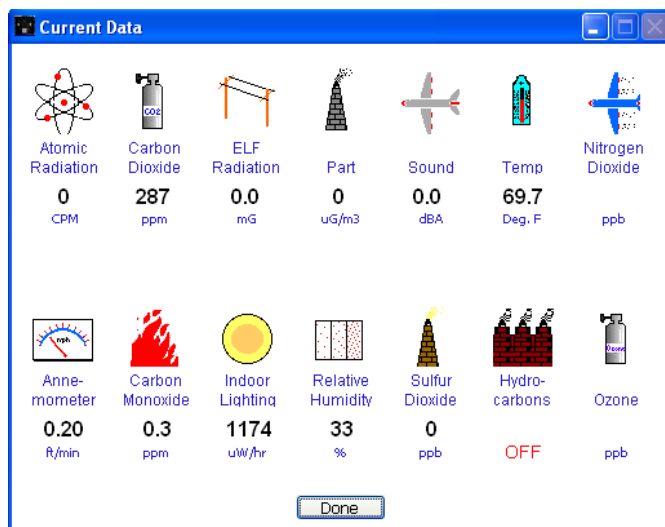 Current Data
CO2
Atomic Radiation
0
CPM
Carbon Dioxide
287
ppm
ELF Radiation
0.0
mG
Part
0
uG/m3
Sound
0.0
dBA
Temp
69.7
Deg. F
Nitrogen Dioxide
ppb
mph
Anne-
mometer
0.20
ft/min
Carbon Monoxide
0.3
ppm
Indoor Lighting
1174
uW/hr
Relative Humidity
33
%
Sulfur Dioxide
0
ppb
Hydro-
carbons
OFF
Ozone
Ozone
ppb
Done